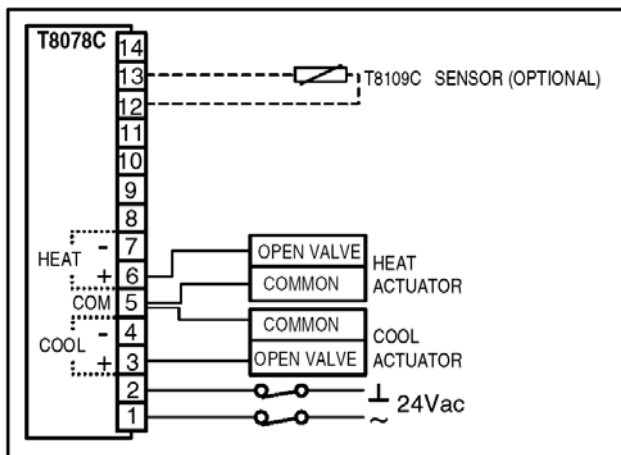 T8078C
14
13
12
11
10
9
8
7
6
5
4
3
2
1
T8109C SENSOR (OPTIONAL)
HEAT
-
+
COM
COOL
-
+
OPEN VALVE
COMMON
HEAT
ACTUATOR
COMMON
OPEN VALVE
COOL
ACTUATOR
24Vac
~